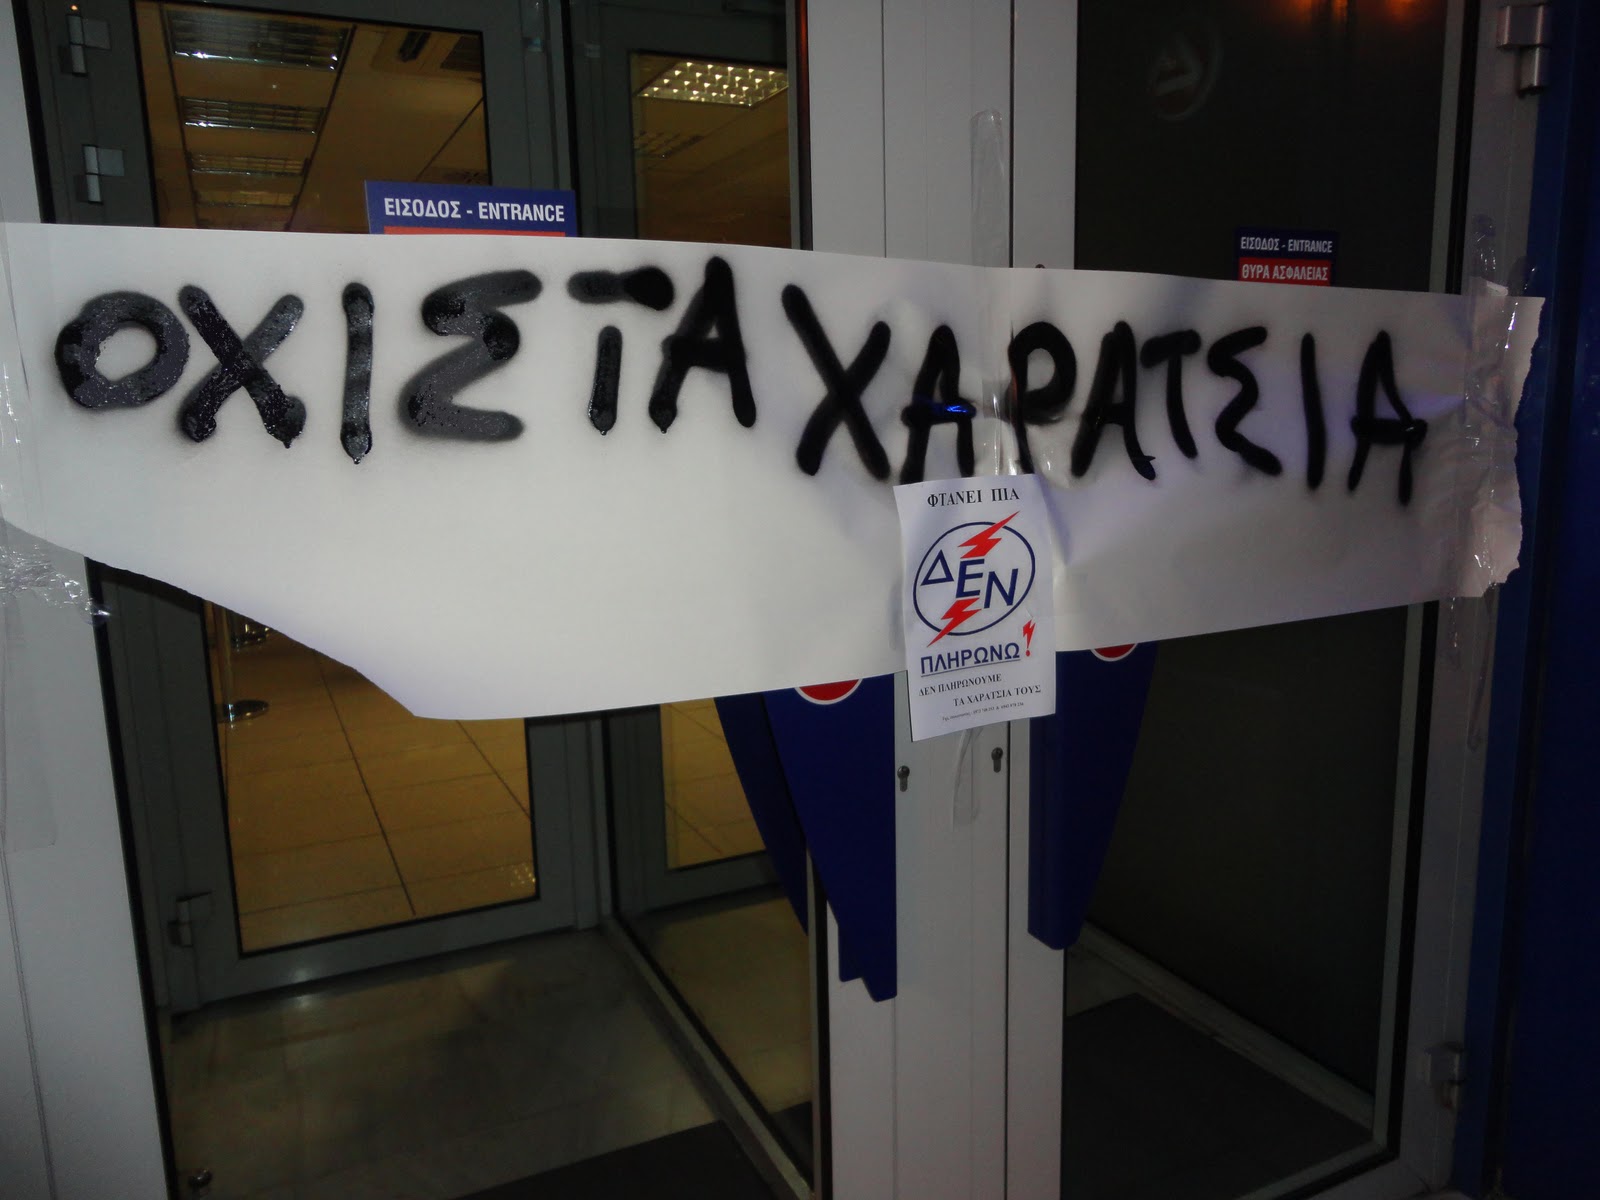 ΕΙΣΟΔΟΣ - ENTRANCE
ΕΙΣΟΔΟΣ - ENTRANCE
ΘΥΡΑ ΑΣΦΑΛΕΙΑΣ
ΟΧΙ ΣΤΑ ΧΑΡΑΤΣΙΑ
ΦΤΑΝΕΙ ΠΙΑ
ΔΕΝ
ΠΛΗΡΩΝΩ!
ΔΕΝ ΠΛΗΡΩΝΟΥΜΕ
ΤΑ ΧΑΡΑΤΣΙΑ ΤΟΥΣ